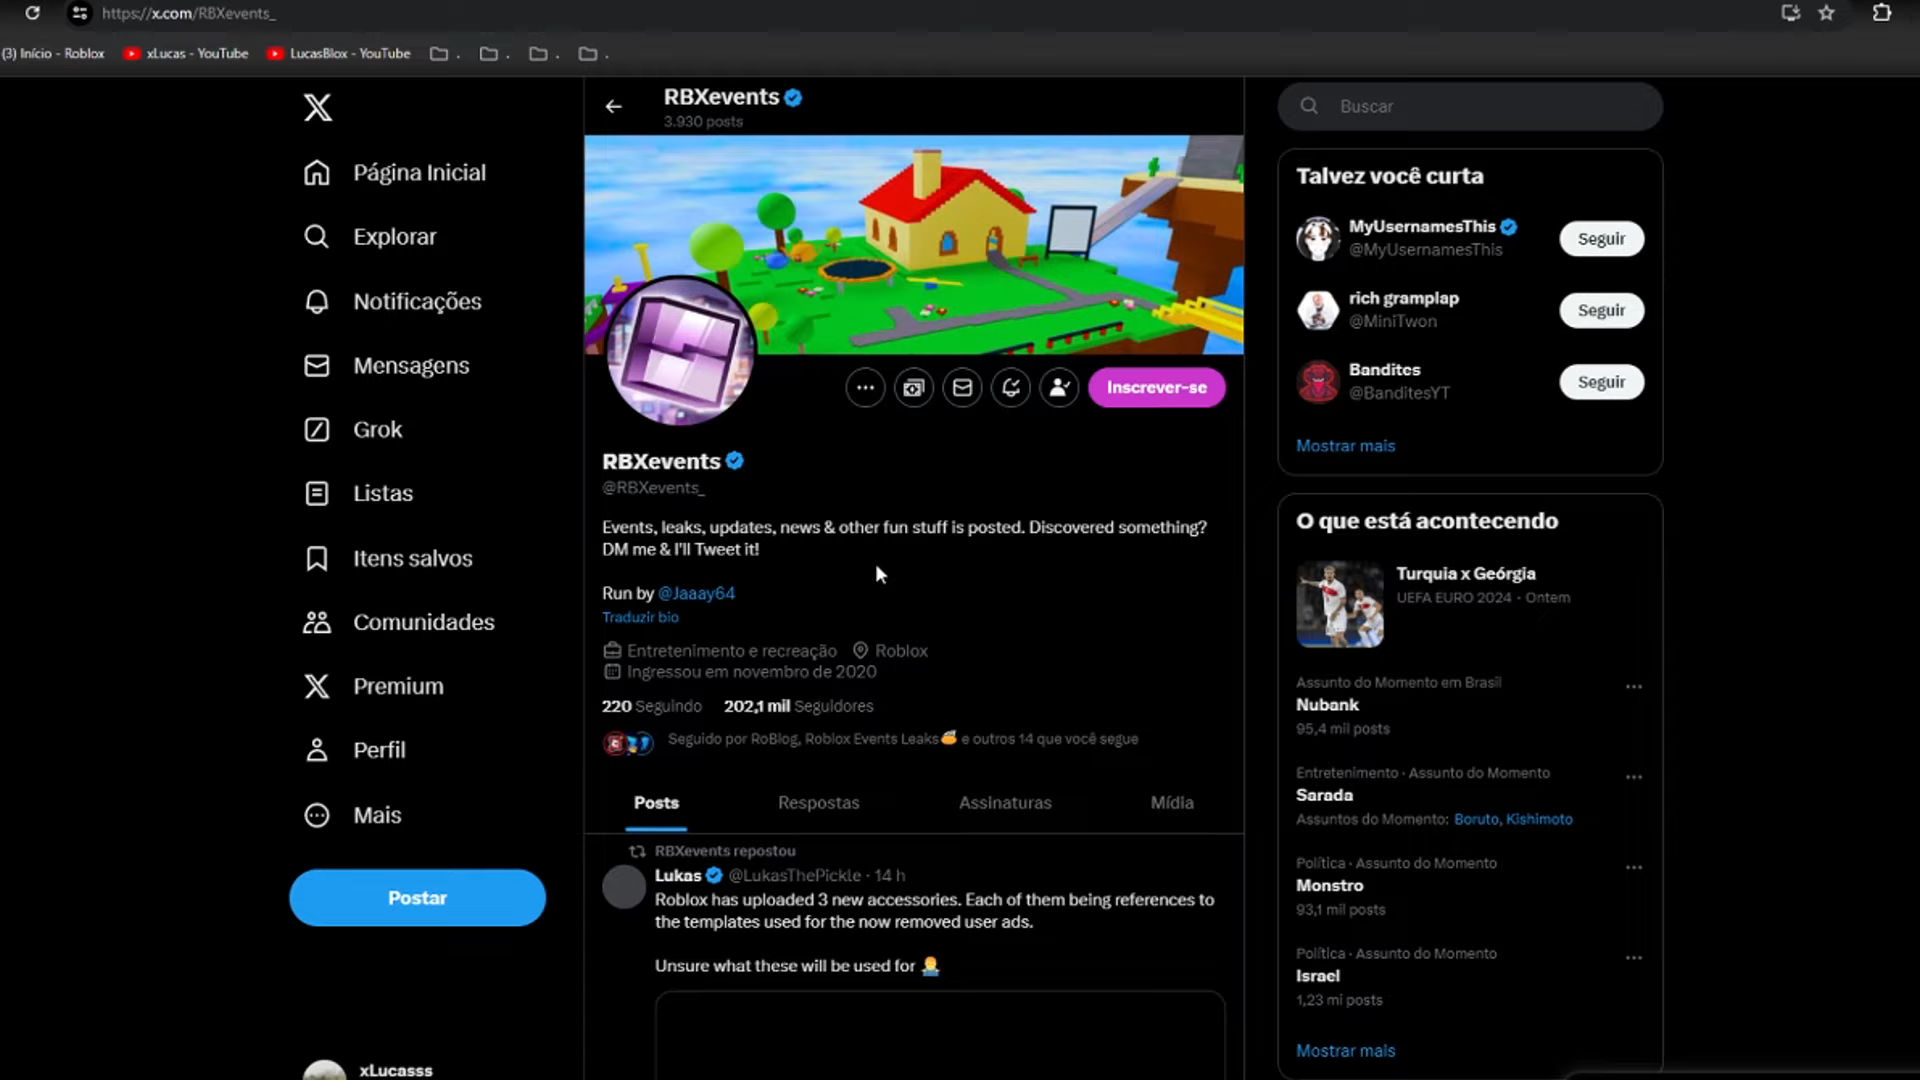 https://x.com/RBXevents_
(3) Início - Roblox
xLucas - YouTube
LucasBlox - YouTube
.
.
.
.
Página Inicial
Explorar
Notificações
Mensagens
Grok
Listas
Itens salvos
Comunidades
Premium
Perfil
Mais
Postar
xLucasss
RBXevents
3.930 posts
Inscrever-se
RBXevents
@RBXevents_
Events, leaks, updates, news & other fun stuff is posted. Discovered something?
DM me & I'll Tweet it!
Run by @Jaaay64
Traduzir bio
Entretenimento e recreação Roblox
Ingressou em novembro de 2020
220 Seguindo 202,1 mil Seguidores
Seguido por RoBlog, Roblox Events Leaks🍔 e outros 14 que você segue
Posts Respostas Assinaturas Mídia
RBXevents repostou
Lukas @LukasThePickle · 14 h
Roblox has uploaded 3 new accessories. Each of them being references to
the templates used for the now removed user ads.
Unsure what these will be used for 🤷‍♂️
Buscar
Talvez você curta
MyUsernamesThis
@MyUsernamesThis
Seguir
rich gramplap
@MiniTwon
Seguir
Bandites
@BanditesYT
Seguir
Mostrar mais
O que está acontecendo
Turquia x Geórgia
UEFA EURO 2024 · Ontem
Assunto do Momento em Brasil
Nubank
95,4 mil posts
Entretenimento · Assunto do Momento
Sarada
Assuntos do Momento: Boruto, Kishimoto
Política · Assunto do Momento
Monstro
93,1 mil posts
Política · Assunto do Momento
Israel
1,23 mi posts
Mostrar mais